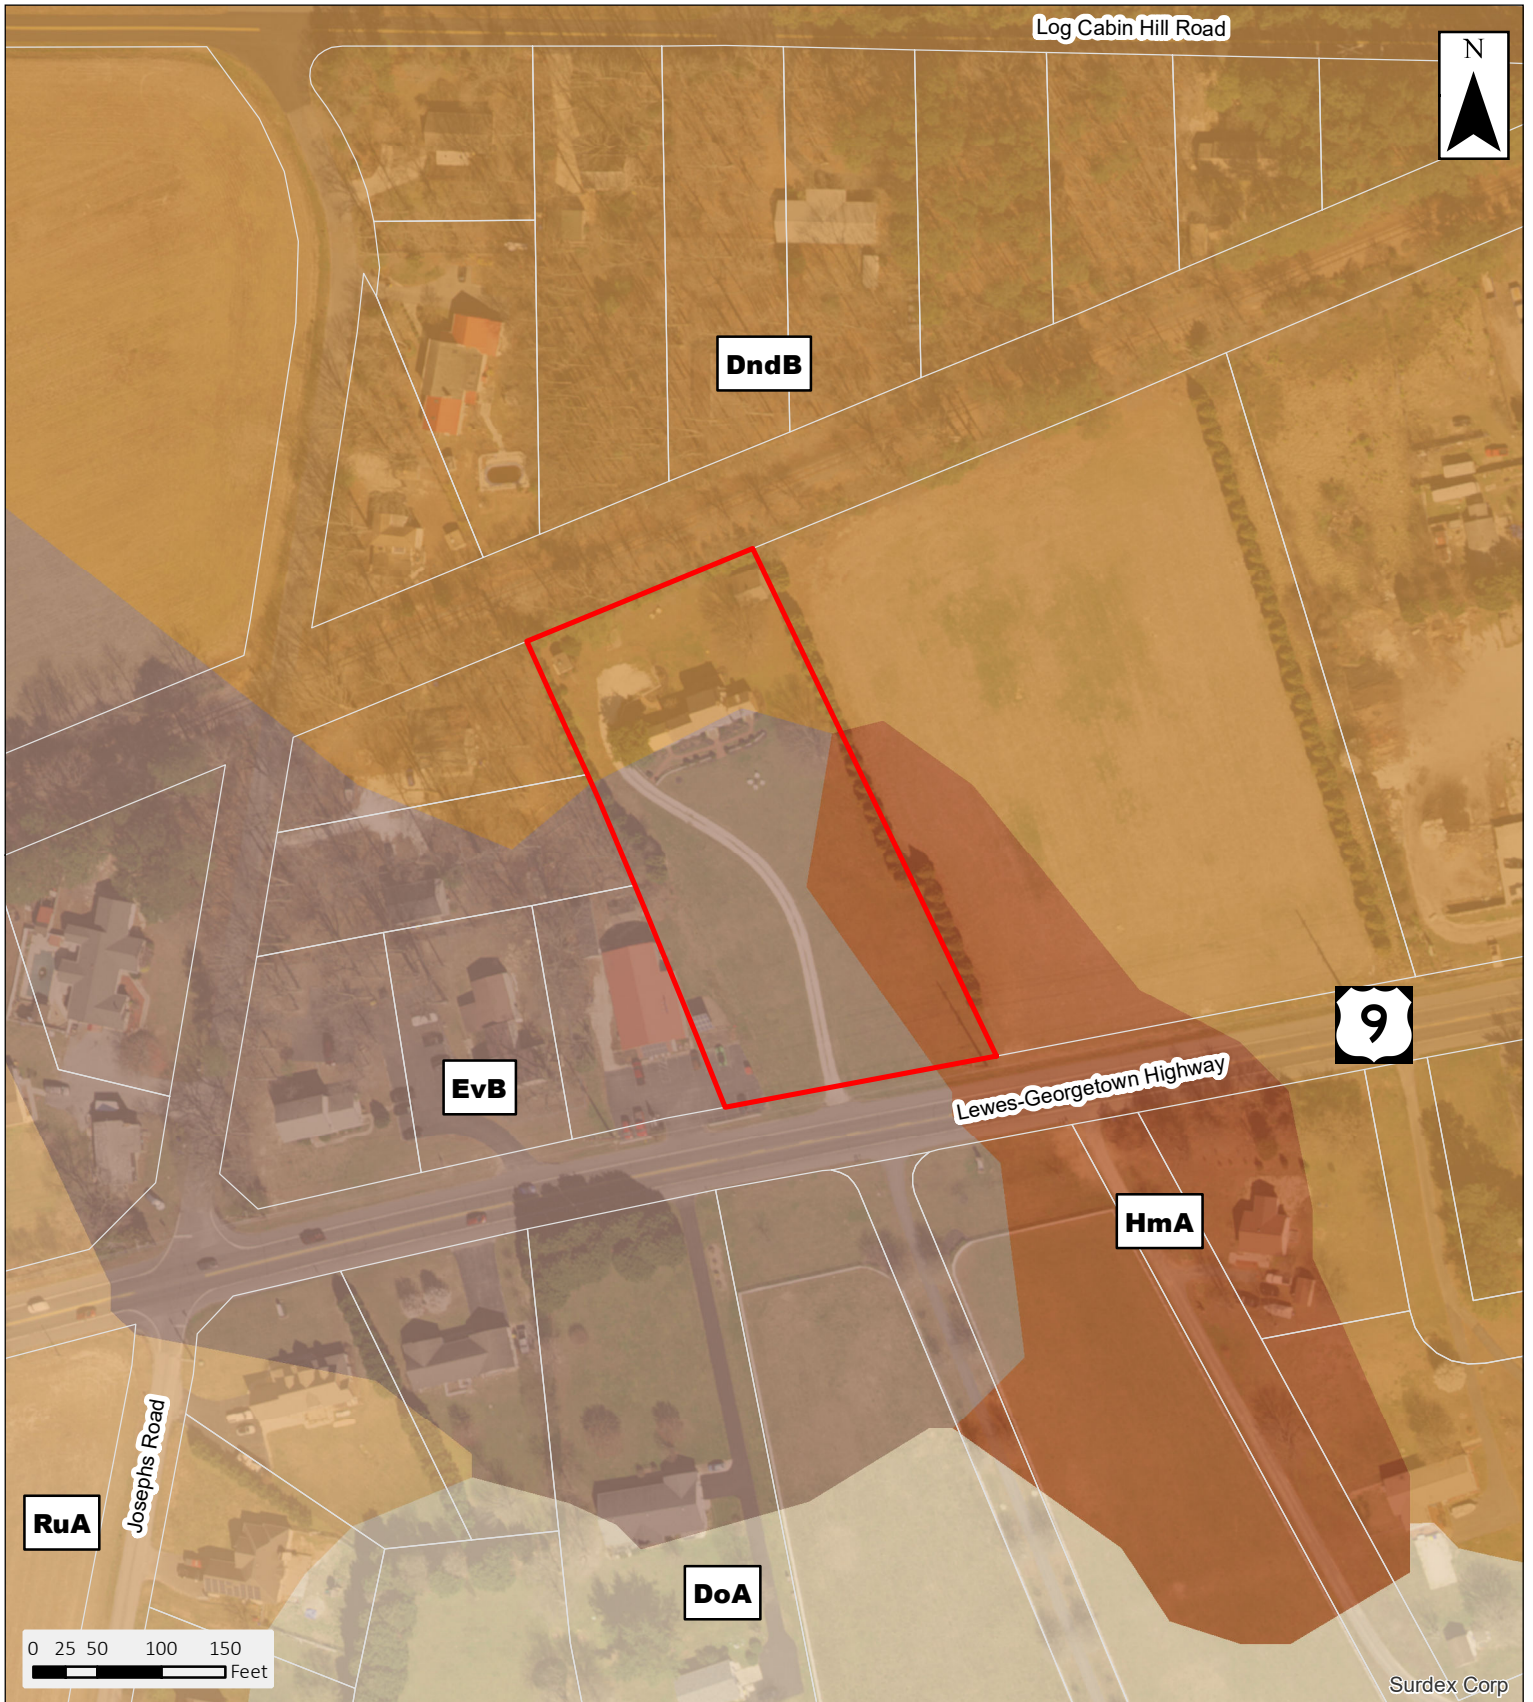 Log Cabin Hill Road
N
DndB
9
Lewes-Georgetown Highway
EvB
HmA
Josephs Road
RuA
DoA
0 25 50 100 150
Feet
Surdex Corp